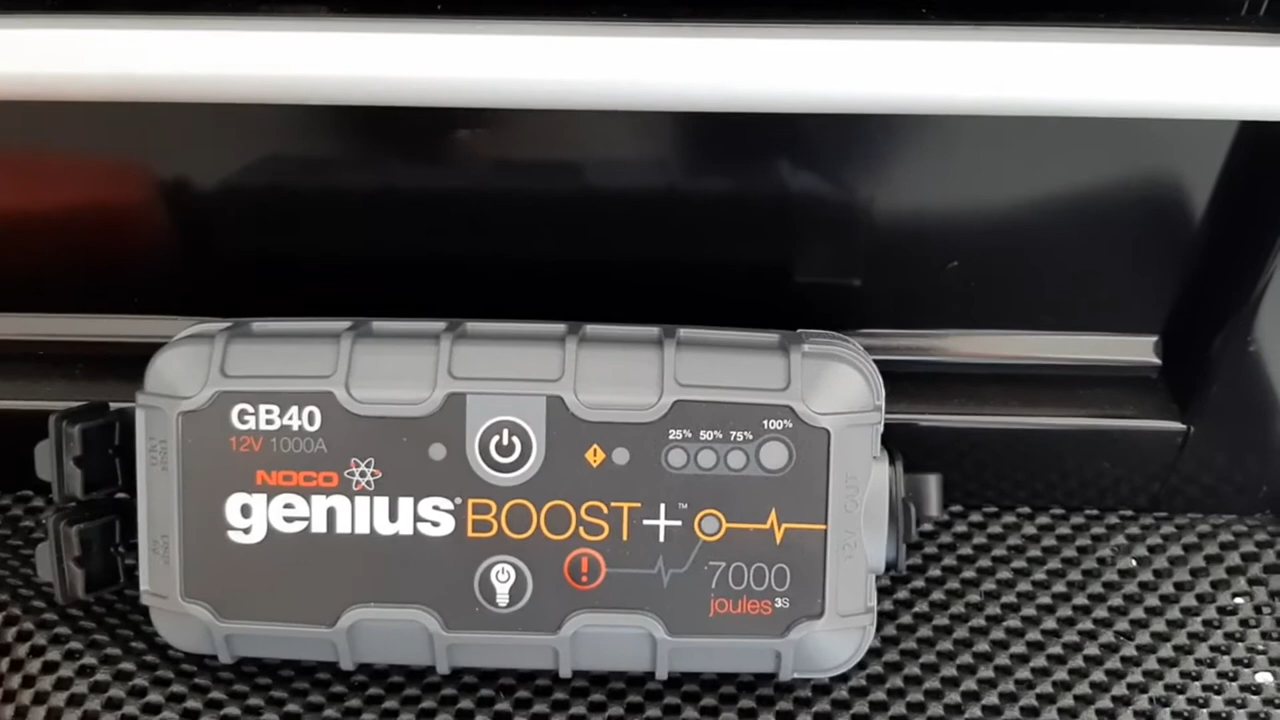 GB40
12V 1000A
NOCO
genius® BOOST+™
25% 50% 75% 100%
7000
joules 3S
12V OUT